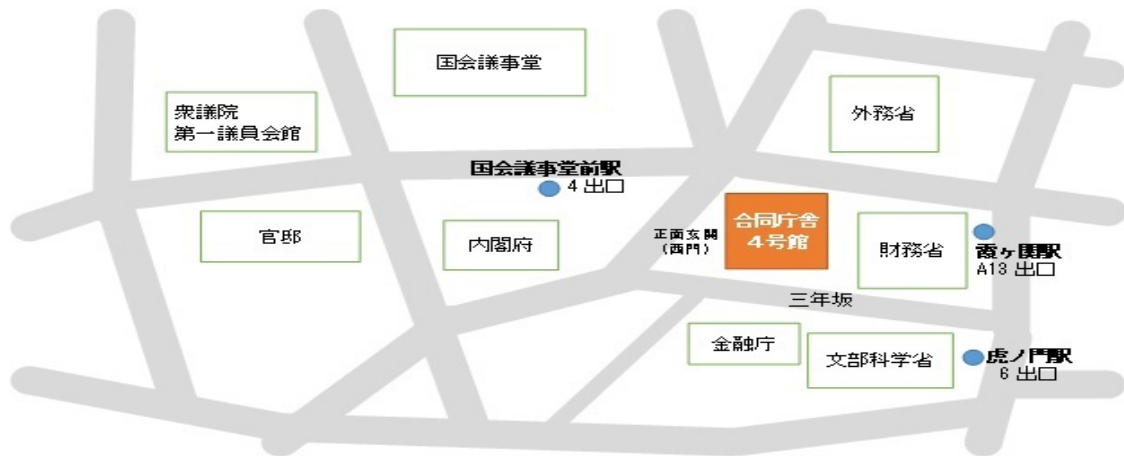 国会議事堂
衆議院
第一議員会館
外務省
国会議事堂前駅
4 出口
官邸
内閣府
正面玄関
(西門)
合同庁舎
4号館
財務省
霞ヶ関駅
A13 出口
三年坂
金融庁
文部科学省
虎ノ門駅
6 出口